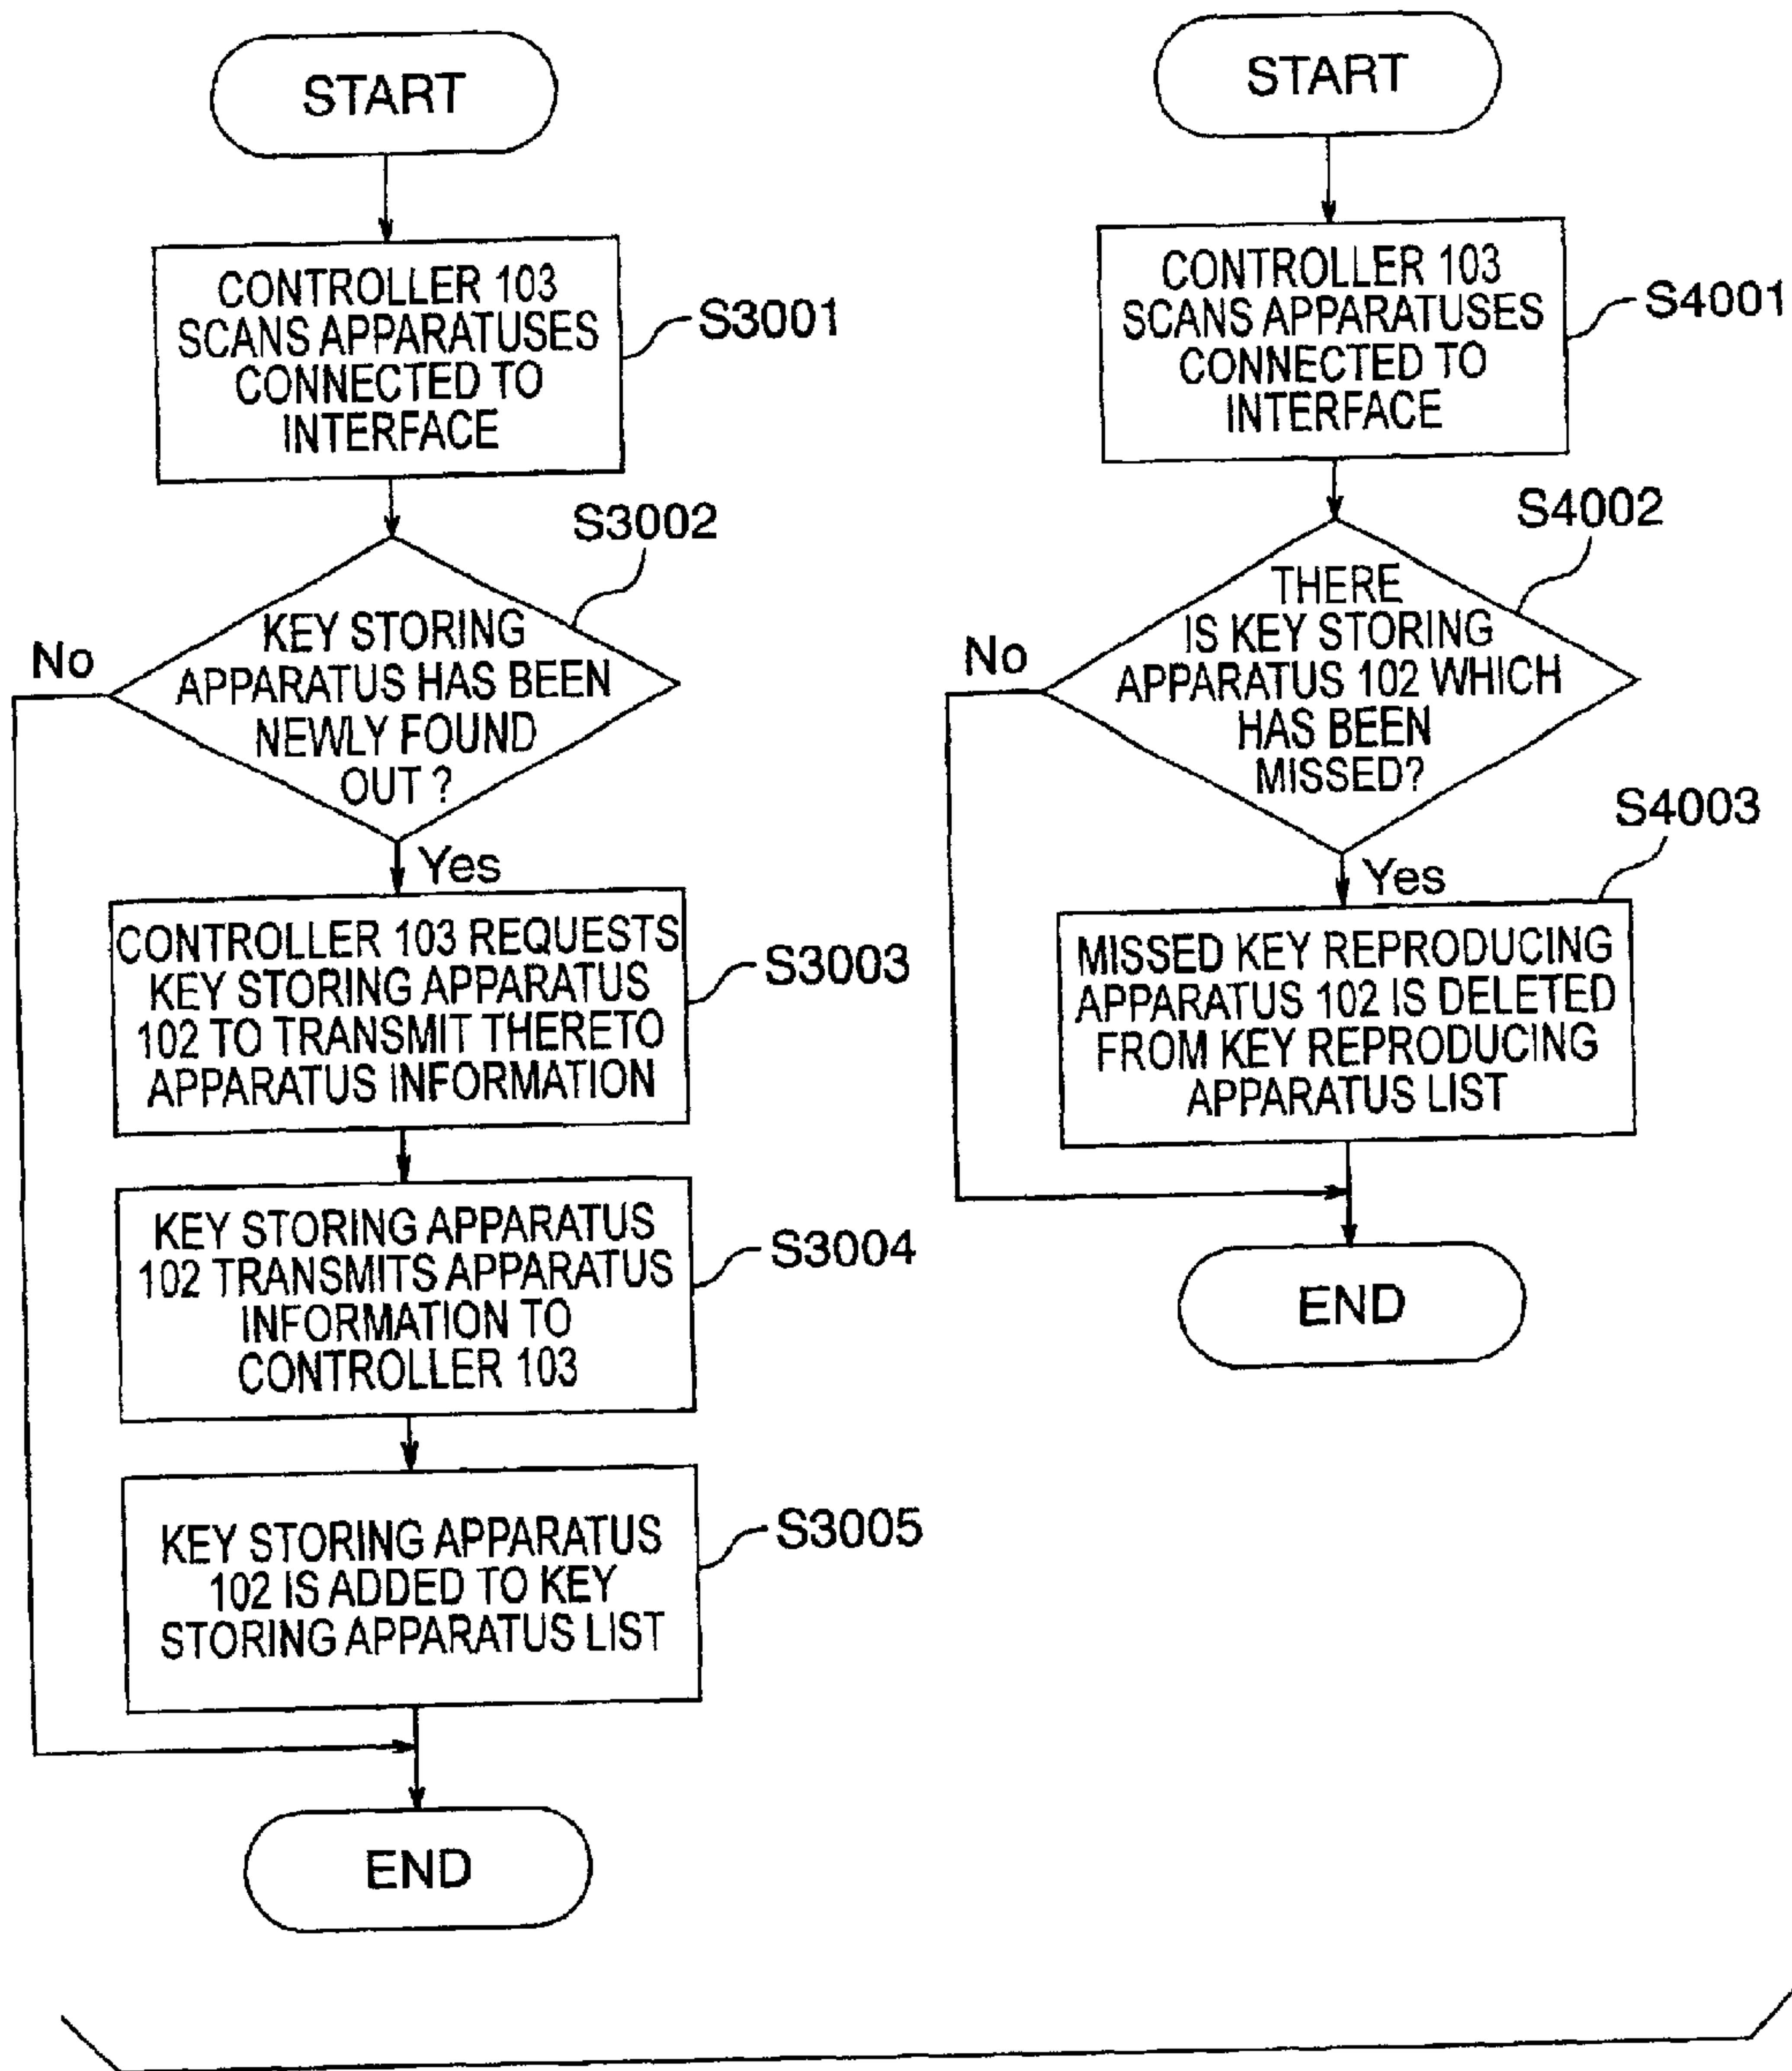 START
CONTROLLER 103
SCANS APPARATUSES
CONNECTED TO
INTERFACE
S3001
S3002
KEY STORING
APPARATUS HAS BEEN
NEWLY FOUND
OUT ?
No
Yes
CONTROLLER 103 REQUESTS
KEY STORING APPARATUS
102 TO TRANSMIT THERETO
APPARATUS INFORMATION
S3003
KEY STORING APPARATUS
102 TRANSMITS APPARATUS
INFORMATION TO
CONTROLLER 103
S3004
KEY STORING APPARATUS
102 IS ADDED TO KEY
STORING APPARATUS LIST
S3005
END
START
CONTROLLER 103
SCANS APPARATUSES
CONNECTED TO
INTERFACE
S4001
S4002
THERE
IS KEY STORING
APPARATUS 102 WHICH
HAS BEEN
MISSED?
No
Yes
S4003
MISSED KEY REPRODUCING
APPARATUS 102 IS DELETED
FROM KEY REPRODUCING
APPARATUS LIST
END